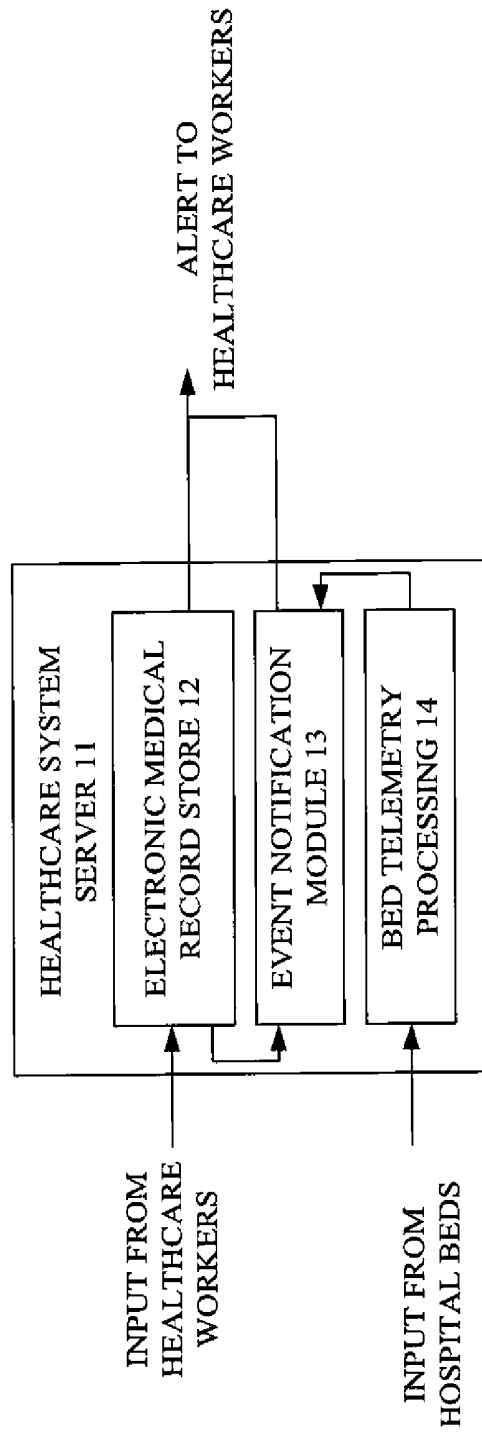 HEALTHCARE SYSTEM
SERVER 11
INPUT FROM
HEALTHCARE
WORKERS
ELECTRONIC MEDICAL
RECORD STORE 12
ALERT TO
HEALTHCARE WORKERS
EVENT NOTIFICATION
MODULE 13
INPUT FROM
HOSPITAL BEDS
BED TELEMETRY
PROCESSING 14